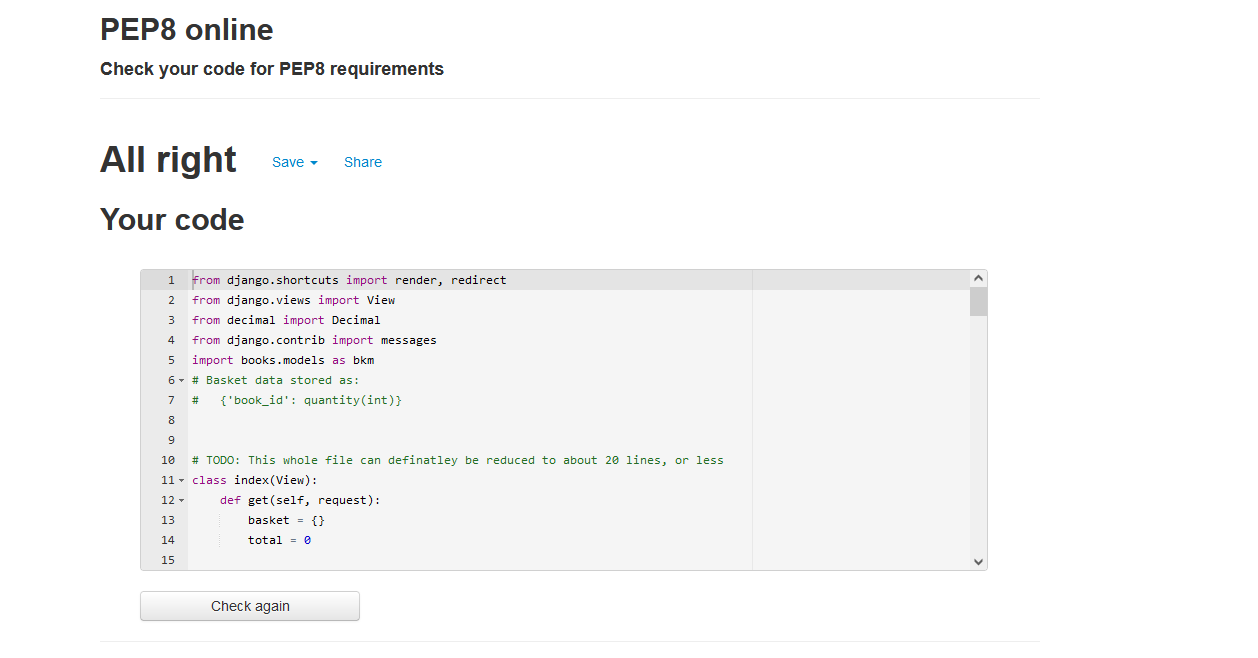 PEP8 online
Check your code for PEP8 requirements
All right Save Share
Your code
1 from django.shortcuts import render, redirect
2 from django.views import View
3 from decimal import Decimal
4 from django.contrib import messages
5 import books.models as bkm
6 # Basket data stored as:
7 #   {'book_id': quantity(int)}
8
9
10 # TODO: This whole file can definatley be reduced to about 20 lines, or less
11 class index(View):
12     def get(self, request):
13         basket = {}
14         total = 0
15
Check again